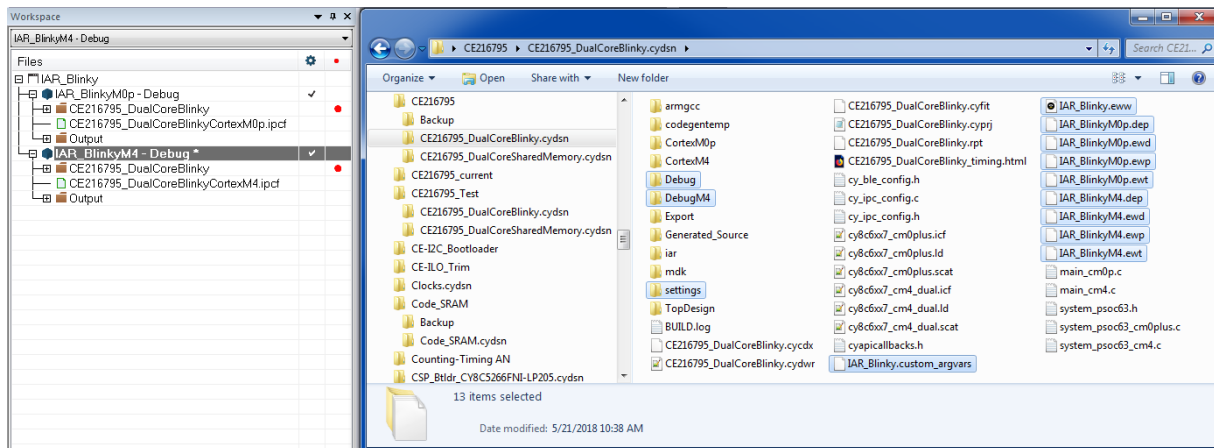 Workspace
IAR_BlinkyM4 - Debug
Files
IAR_Blinky
IAR_BlinkyM0p - Debug
CE216795_DualCoreBlinky
CE216795_DualCoreBlinkyCortexM0p.ipcf
Output
IAR_BlinkyM4 - Debug *
CE216795_DualCoreBlinky
CE216795_DualCoreBlinkyCortexM4.ipcf
Output
CE216795 CE216795_DualCoreBlinky.cydsn
Search CE21...
Organize Open Share with New folder
CE216795
Backup
CE216795_DualCoreBlinky.cydsn
CE216795_DualCoreSharedMemory.cydsn
CE216795_current
CE216795_Test
CE216795_DualCoreBlinky.cydsn
CE216795_DualCoreSharedMemory.cydsn
CE-I2C_Bootloader
CE-ILO_Trim
Clocks.cydsn
Code_SRAM
Backup
Code_SRAM.cydsn
Counting-Timing AN
CSP_Btldr_CY8C5266FNI-LP205.cydsn
armgcc
codegentemp
CortexM0p
CortexM4
Debug
DebugM4
Export
Generated_Source
iar
mdk
settings
TopDesign
BUILD.log
CE216795_DualCoreBlinky.cycdx
CE216795_DualCoreBlinky.cydwr
CE216795_DualCoreBlinky.cyfit
CE216795_DualCoreBlinky.cyprj
CE216795_DualCoreBlinky.rpt
CE216795_DualCoreBlinky_timing.html
cy_ble_config.h
cy_ipc_config.c
cy_ipc_config.h
cy8c6xx7_cm0plus.icf
cy8c6xx7_cm0plus.ld
cy8c6xx7_cm0plus.scat
cy8c6xx7_cm4_dual.icf
cy8c6xx7_cm4_dual.ld
cy8c6xx7_cm4_dual.scat
cyapicallbacks.h
IAR_Blinky.custom_argvars
IAR_Blinky.eww
IAR_BlinkyM0p.dep
IAR_BlinkyM0p.ewd
IAR_BlinkyM0p.ewp
IAR_BlinkyM0p.ewt
IAR_BlinkyM4.dep
IAR_BlinkyM4.ewd
IAR_BlinkyM4.ewp
IAR_BlinkyM4.ewt
main_cm0p.c
main_cm4.c
system_psoc63.h
system_psoc63_cm0plus.c
system_psoc63_cm4.c
13 items selected
Date modified: 5/21/2018 10:38 AM